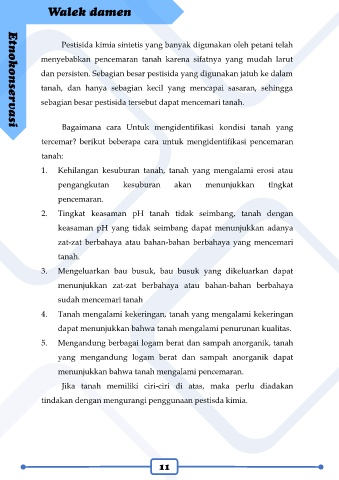 Walek damen
Etnokonservasi
Pestisida kimia sintetis yang banyak digunakan oleh petani telah
menyebabkan pencemaran tanah karena sifatnya yang mudah larut
dan persisten. Sebagian besar pestisida yang digunakan jatuh ke dalam
tanah, dan hanya sebagian kecil yang mencapai sasaran, sehingga
sebagian besar pestisida tersebut dapat mencemari tanah.
Bagaimana cara Untuk mengidentifikasi kondisi tanah yang
tercemar? berikut beberapa cara untuk mengidentifikasi pencemaran
tanah:
1. Kehilangan kesuburan tanah, tanah yang mengalami erosi atau
pengangkutan kesuburan akan menunjukkan tingkat
pencemaran.
2. Tingkat keasaman pH tanah tidak seimbang, tanah dengan
keasaman pH yang tidak seimbang dapat menunjukkan adanya
zat-zat berbahaya atau bahan-bahan berbahaya yang mencemari
tanah.
3. Mengeluarkan bau busuk, bau busuk yang dikeluarkan dapat
menunjukkan zat-zat berbahaya atau bahan-bahan berbahaya
sudah mencemari tanah
4. Tanah mengalami kekeringan, tanah yang mengalami kekeringan
dapat menunjukkan bahwa tanah mengalami penurunan kualitas.
5. Mengandung berbagai logam berat dan sampah anorganik, tanah
yang mengandung logam berat dan sampah anorganik dapat
menunjukkan bahwa tanah mengalami pencemaran.
Jika tanah memiliki ciri-ciri di atas, maka perlu diadakan
tindakan dengan mengurangi penggunaan pestisda kimia.
11